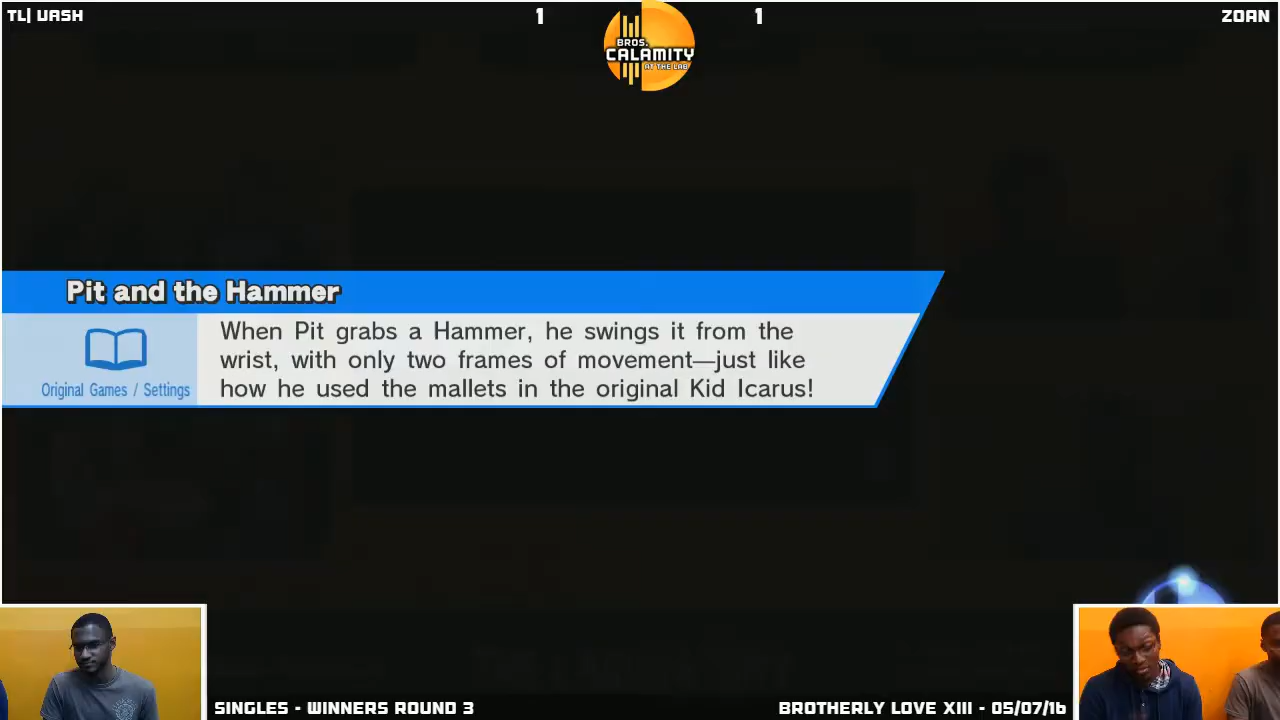 TL| VASH
1
1
ZOAN
BROS.
CALAMITY
AT THE LAB
Pit and the Hammer
When Pit grabs a Hammer, he swings it from the
wrist, with only two frames of movement—just like
how he used the mallets in the original Kid Icarus!
Original Games / Settings
SINGLES - WINNERS ROUND 3
BROTHERLY LOVE XIII - 05/07/16